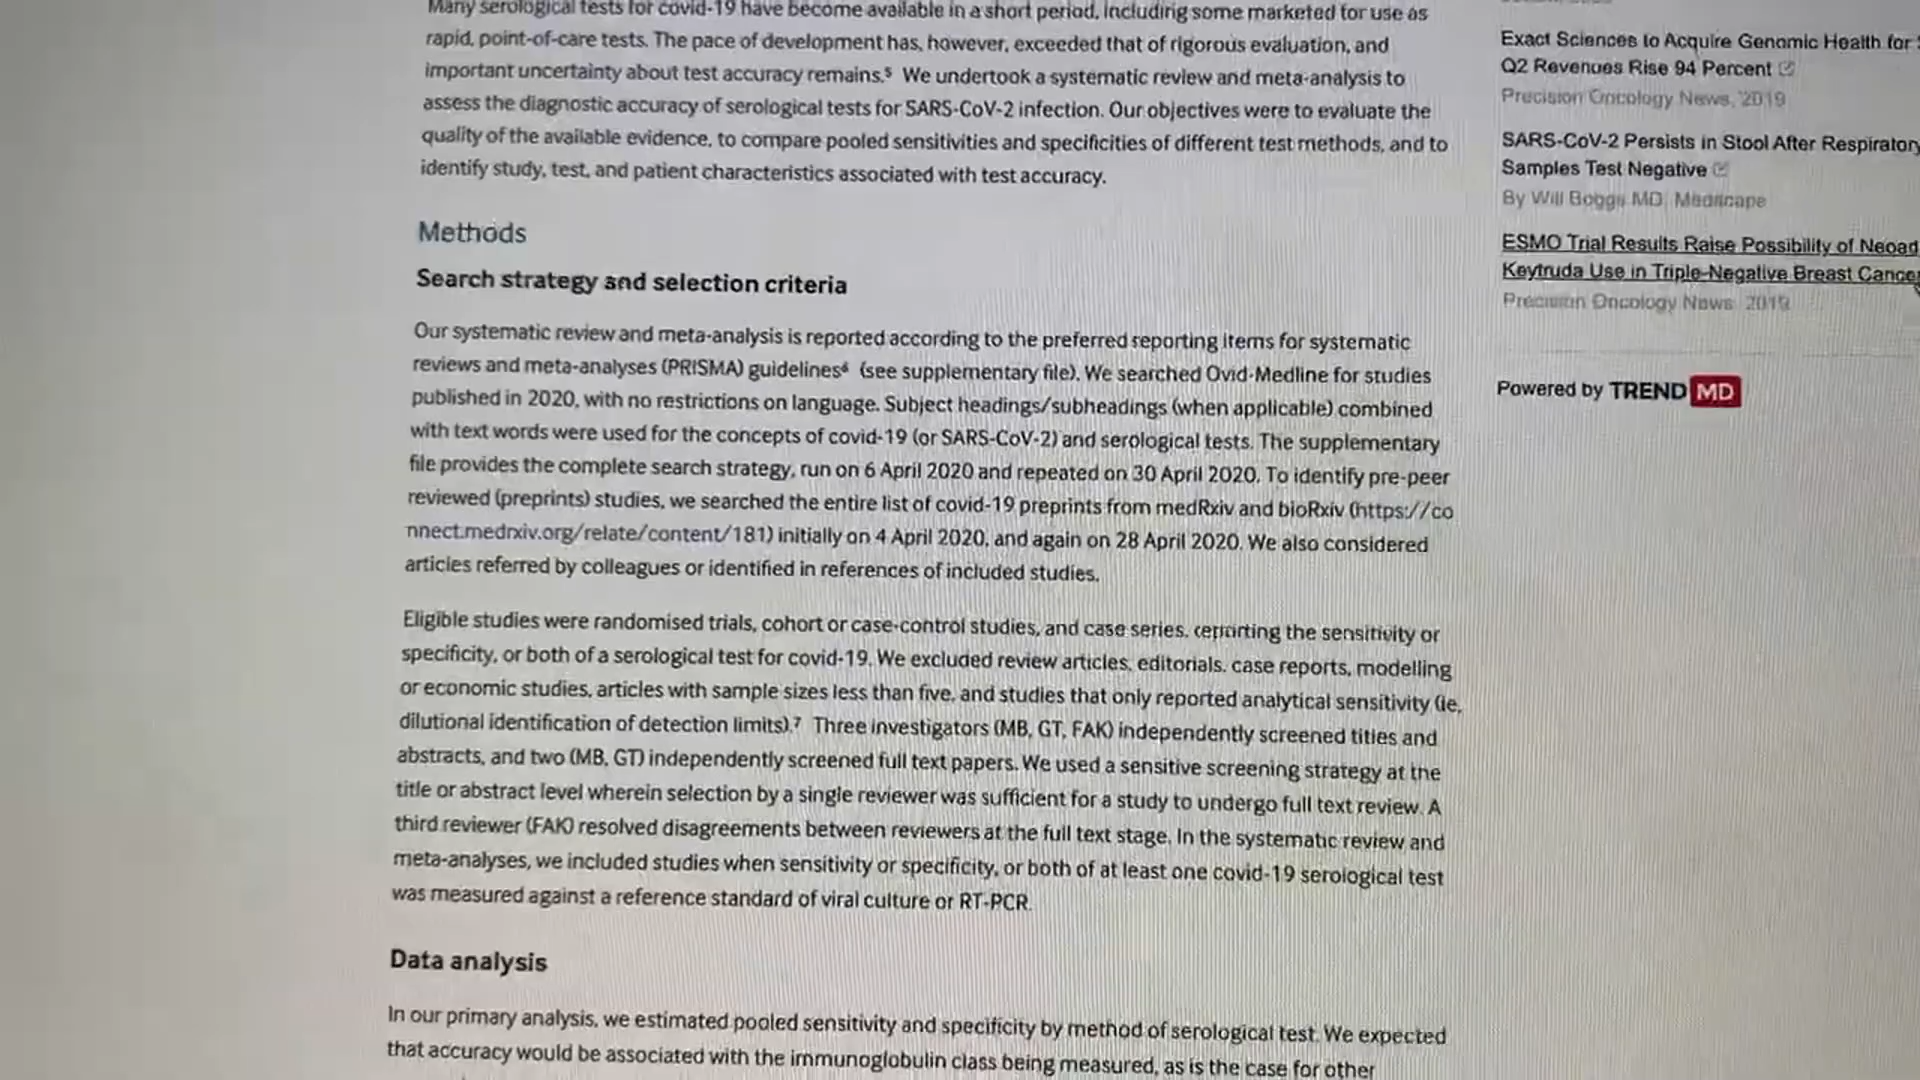 Many serological tests for covid-19 have become available in a short period, including some marketed for use as
rapid, point-of-care tests. The pace of development has, however, exceeded that of rigorous evaluation, and
important uncertainty about test accuracy remains.⁵ We undertook a systematic review and meta-analysis to
assess the diagnostic accuracy of serological tests for SARS-CoV-2 infection. Our objectives were to evaluate the
quality of the available evidence, to compare pooled sensitivities and specificities of different test methods, and to
identify study, test, and patient characteristics associated with test accuracy.
Methods
Search strategy and selection criteria
Our systematic review and meta-analysis is reported according to the preferred reporting items for systematic
reviews and meta-analyses (PRISMA) guidelines⁶ (see supplementary file). We searched Ovid-Medline for studies
published in 2020, with no restrictions on language. Subject headings/subheadings (when applicable) combined
with text words were used for the concepts of covid-19 (or SARS-CoV-2) and serological tests. The supplementary
file provides the complete search strategy, run on 6 April 2020 and repeated on 30 April 2020. To identify pre-peer
reviewed (preprints) studies, we searched the entire list of covid-19 preprints from medRxiv and bioRxiv (https://co
nnect.medrxiv.org/relate/content/181) initially on 4 April 2020, and again on 28 April 2020. We also considered
articles referred by colleagues or identified in references of included studies.
Eligible studies were randomised trials, cohort or case-control studies, and case series, reporting the sensitivity or
specificity, or both of a serological test for covid-19. We excluded review articles, editorials, case reports, modelling
or economic studies, articles with sample sizes less than five, and studies that only reported analytical sensitivity (ie,
dilutional identification of detection limits).⁷ Three investigators (MB, GT, FAK) independently screened titles and
abstracts, and two (MB, GT) independently screened full text papers. We used a sensitive screening strategy at the
title or abstract level wherein selection by a single reviewer was sufficient for a study to undergo full text review. A
third reviewer (FAK) resolved disagreements between reviewers at the full text stage. In the systematic review and
meta-analyses, we included studies when sensitivity or specificity, or both of at least one covid-19 serological test
was measured against a reference standard of viral culture or RT-PCR.
Data analysis
In our primary analysis, we estimated pooled sensitivity and specificity by method of serological test. We expected
that accuracy would be associated with the immunoglobulin class being measured, as is the case for other
Exact Sciences to Acquire Genomic Health for
Q2 Revenues Rise 94 Percent
Precision Oncology News, 2019
SARS-CoV-2 Persists in Stool After Respiratory
Samples Test Negative
By Will Boggs MD, Medscape
ESMO Trial Results Raise Possibility of Neoad
Keytruda Use in Triple-Negative Breast Cancer
Precision Oncology News, 2019
Powered by TREND MD